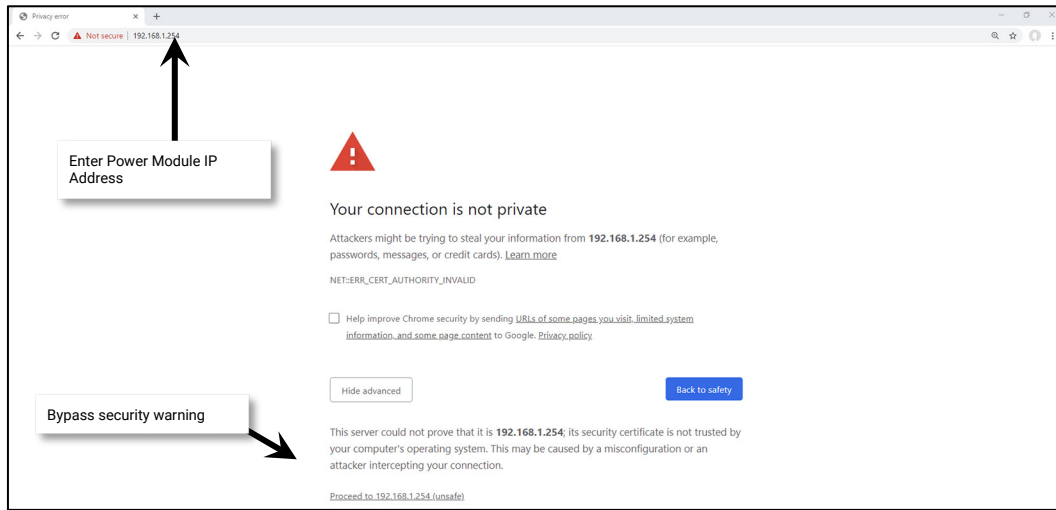 Privacy error
Not secure | 192.168.1.254
Enter Power Module IP
Address
Your connection is not private
Attackers might be trying to steal your information from 192.168.1.254 (for example,
passwords, messages, or credit cards). Learn more
NET::ERR_CERT_AUTHORITY_INVALID
Help improve Chrome security by sending URLs of some pages you visit, limited system
information, and some page content to Google. Privacy policy
Hide advanced
Back to safety
Bypass security warning
This server could not prove that it is 192.168.1.254; its security certificate is not trusted by
your computer's operating system. This may be caused by a misconfiguration or an
attacker intercepting your connection.
Proceed to 192.168.1.254 (unsafe)